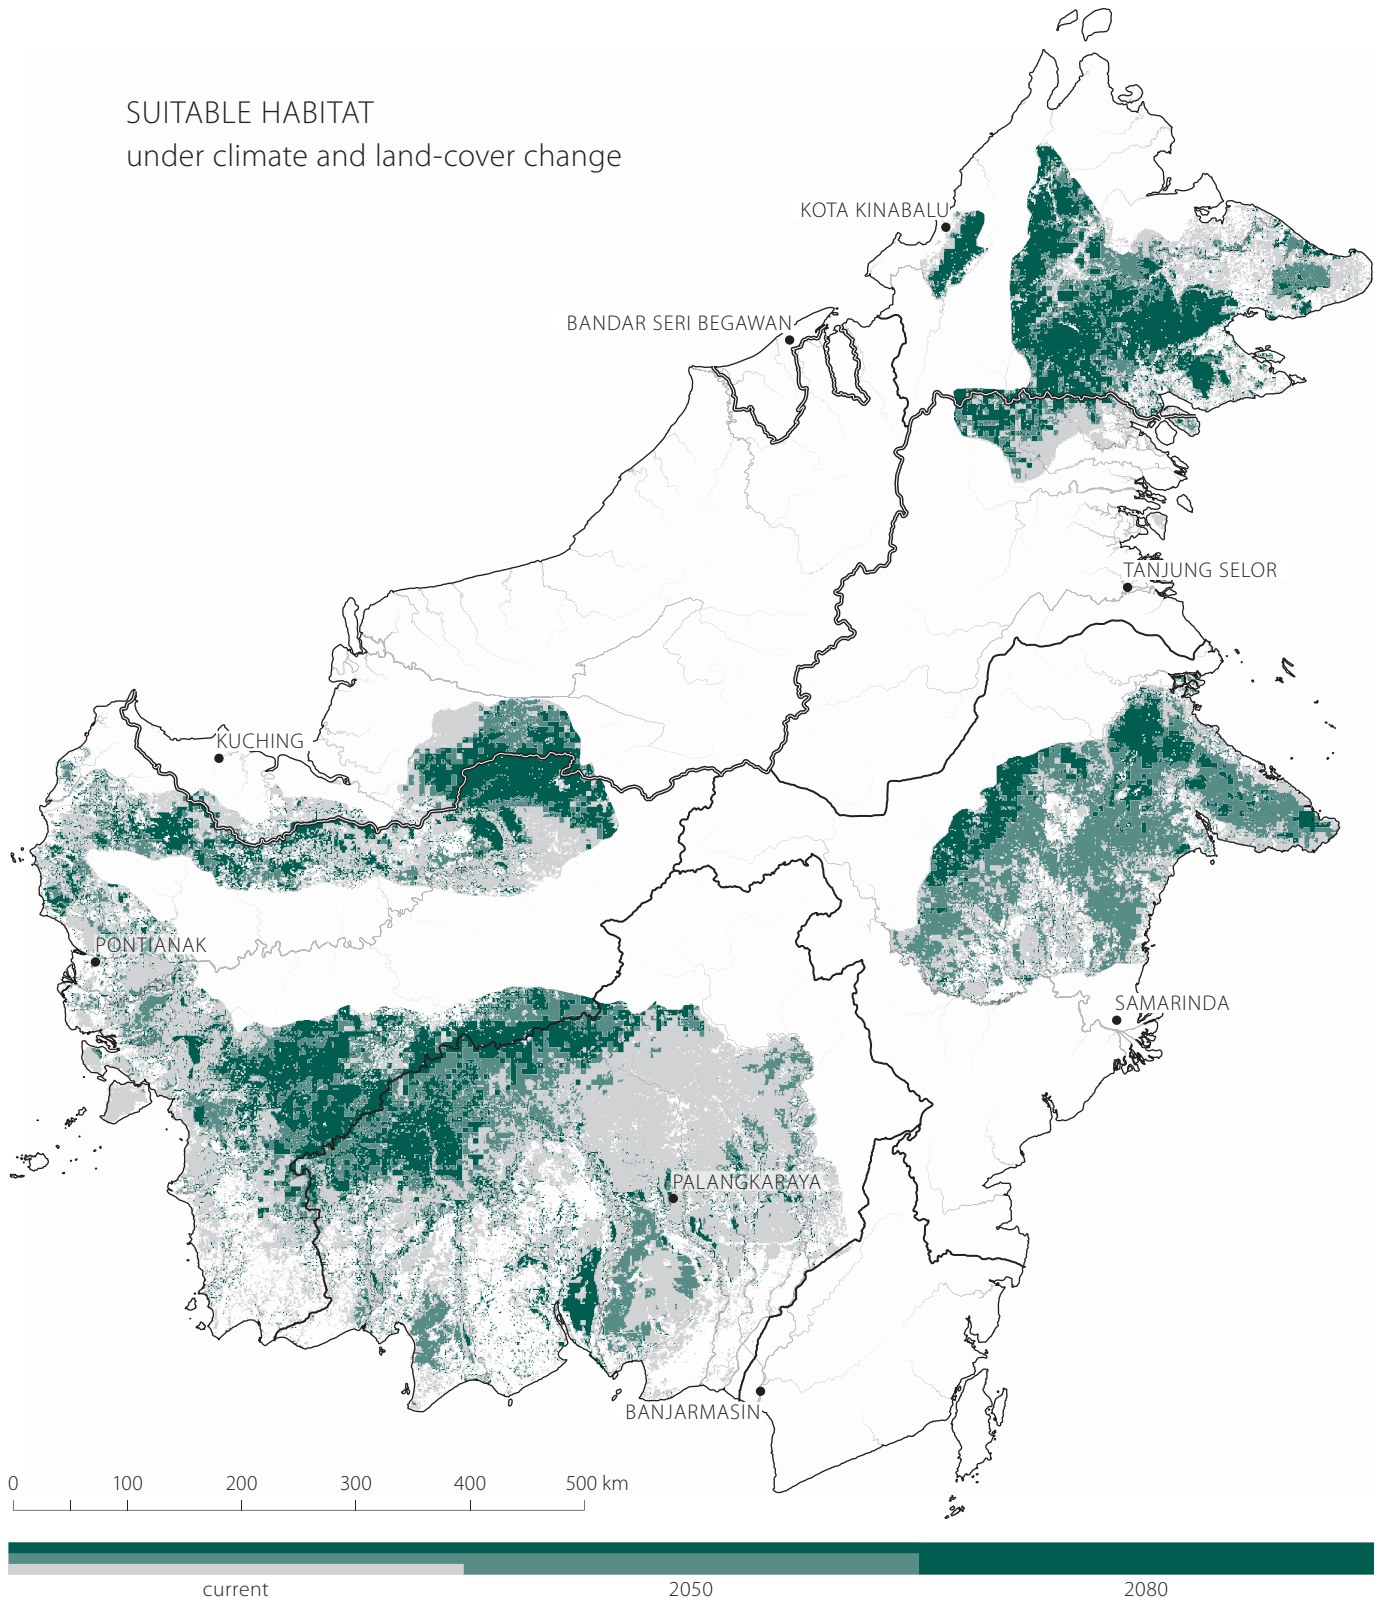 SUITABLE HABITAT
under climate and land-cover change
KOTA KINABALU
BANDAR SERI BEGAWAN
TANJUNG SELOR
KUCHING
PONTIANAK
SAMARINDA
PALANGKARAYA
BANJARMASIN
0 100 200 300 400 500 km
current 2050 2080